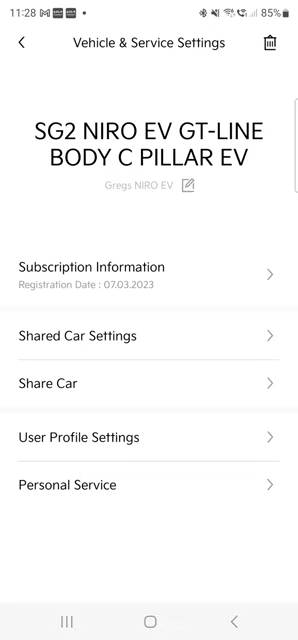 11:28
85%
Vehicle & Service Settings
SG2 NIRO EV GT-LINE
BODY C PILLAR EV
Gregs NIRO EV
Subscription Information
Registration Date : 07.03.2023
Shared Car Settings
Share Car
User Profile Settings
Personal Service